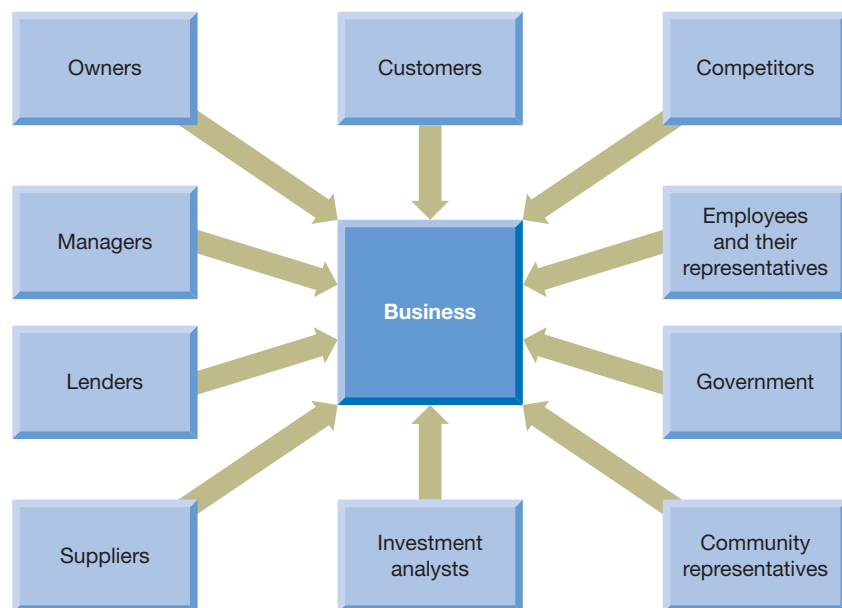 Owners
Customers
Competitors
Managers
Employees
and their
representatives
Business
Lenders
Government
Suppliers
Investment
analysts
Community
representatives